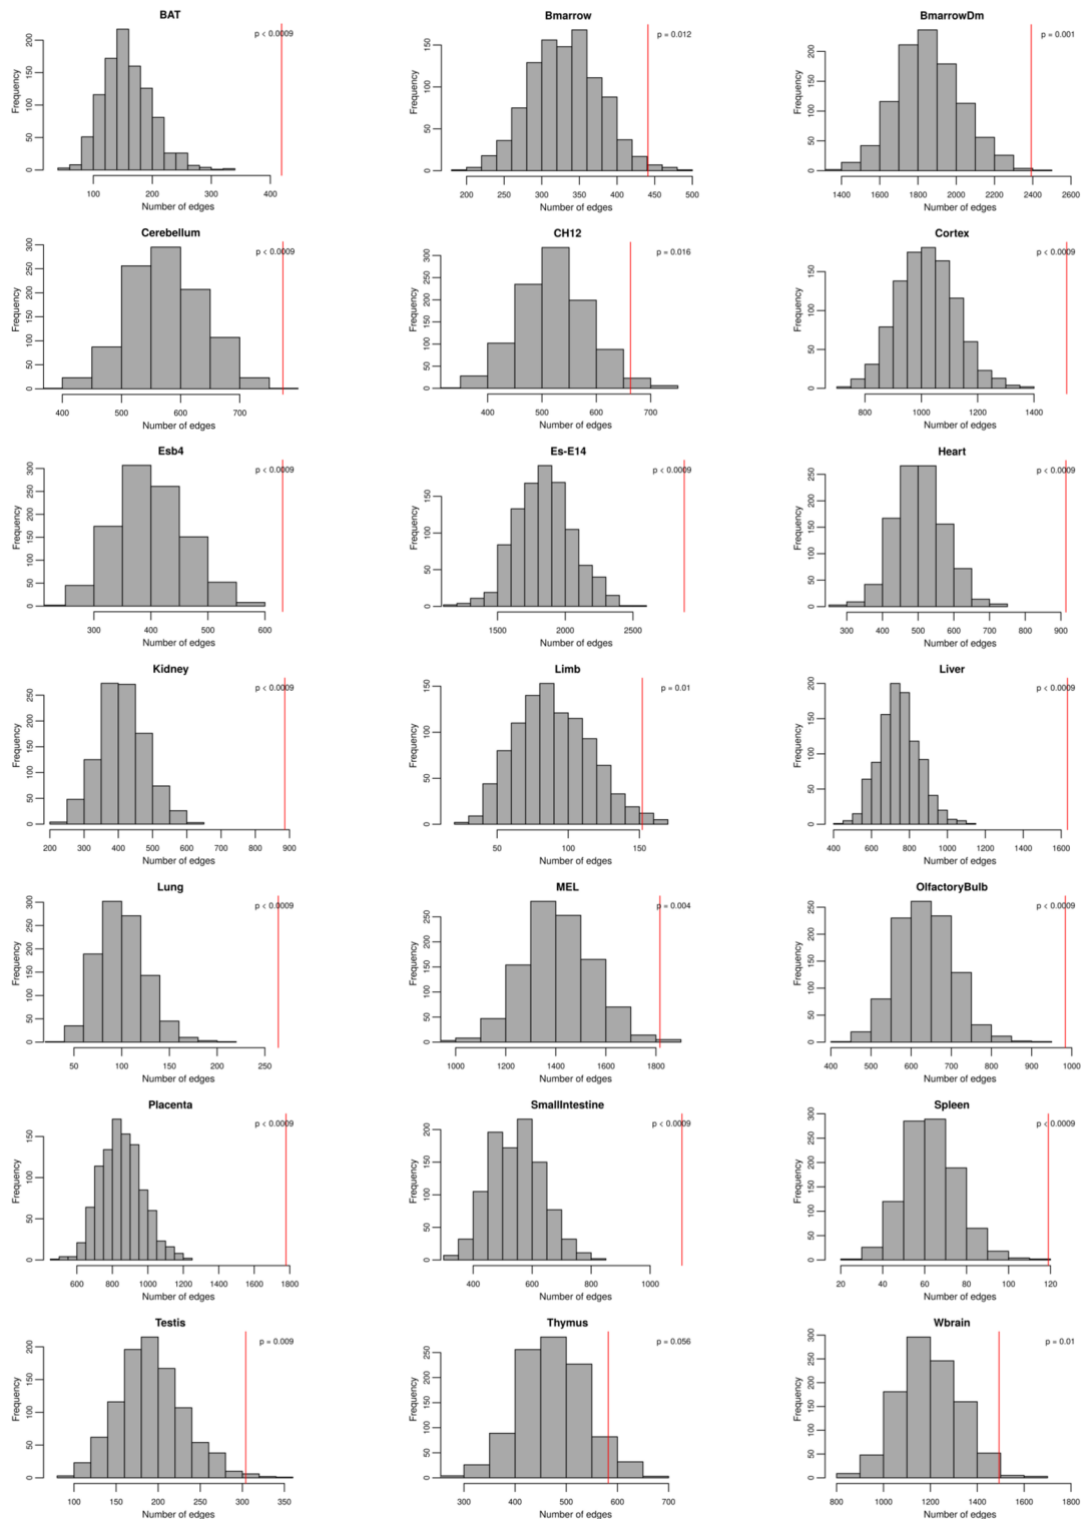 BAT
p < 0.0009
Frequency
0 50 100 150 200
100 200 300 400
Number of edges
Bmarrow
p = 0.012
Frequency
0 50 100 150
200 250 300 350 400 450 500
Number of edges
BmarrowDm
p = 0.001
Frequency
0 50 100 150 200
1400 1600 1800 2000 2200 2400 2600
Number of edges
Cerebellum
p < 0.0009
Frequency
0 50 100 150 200 250 300
400 500 600 700
Number of edges
CH12
p = 0.016
Frequency
0 50 100 150 200 250 300
400 500 600 700
Number of edges
Cortex
p < 0.0009
Frequency
0 50 100 150
800 1000 1200 1400
Number of edges
Esb4
p < 0.0009
Frequency
0 50 100 150 200 250 300
300 400 500 600
Number of edges
Es-E14
p < 0.0009
Frequency
0 50 100 150
1500 2000 2500
Number of edges
Heart
p < 0.0009
Frequency
0 50 100 150 200 250
300 400 500 600 700 800 900
Number of edges
Kidney
p < 0.0009
Frequency
0 50 100 150 200 250
200 300 400 500 600 700 800 900
Number of edges
Limb
p = 0.01
Frequency
0 50 100 150
50 100 150
Number of edges
Liver
p < 0.0009
Frequency
0 50 100 150 200
400 600 800 1000 1200 1400 1600
Number of edges
Lung
p < 0.0009
Frequency
0 50 100 150 200 250 300
50 100 150 200 250
Number of edges
MEL
p = 0.004
Frequency
0 50 100 150 200 250
1000 1200 1400 1600 1800
Number of edges
OlfactoryBulb
p < 0.0009
Frequency
0 50 100 150 200 250
400 500 600 700 800 900 1000
Number of edges
Placenta
p < 0.0009
Frequency
0 50 100 150
600 800 1000 1200 1400 1600 1800
Number of edges
SmallIntestine
p < 0.0009
Frequency
0 50 100 150 200
400 600 800 1000
Number of edges
Spleen
p < 0.0009
Frequency
0 50 100 150 200 250 300
20 40 60 80 100 120
Number of edges
Testis
p = 0.009
Frequency
0 50 100 150 200
100 150 200 250 300 350
Number of edges
Thymus
p = 0.056
Frequency
0 50 100 150 200 250
300 400 500 600 700
Number of edges
Wbrain
p = 0.01
Frequency
0 50 100 150 200 250 300
800 1000 1200 1400 1600 1800
Number of edges